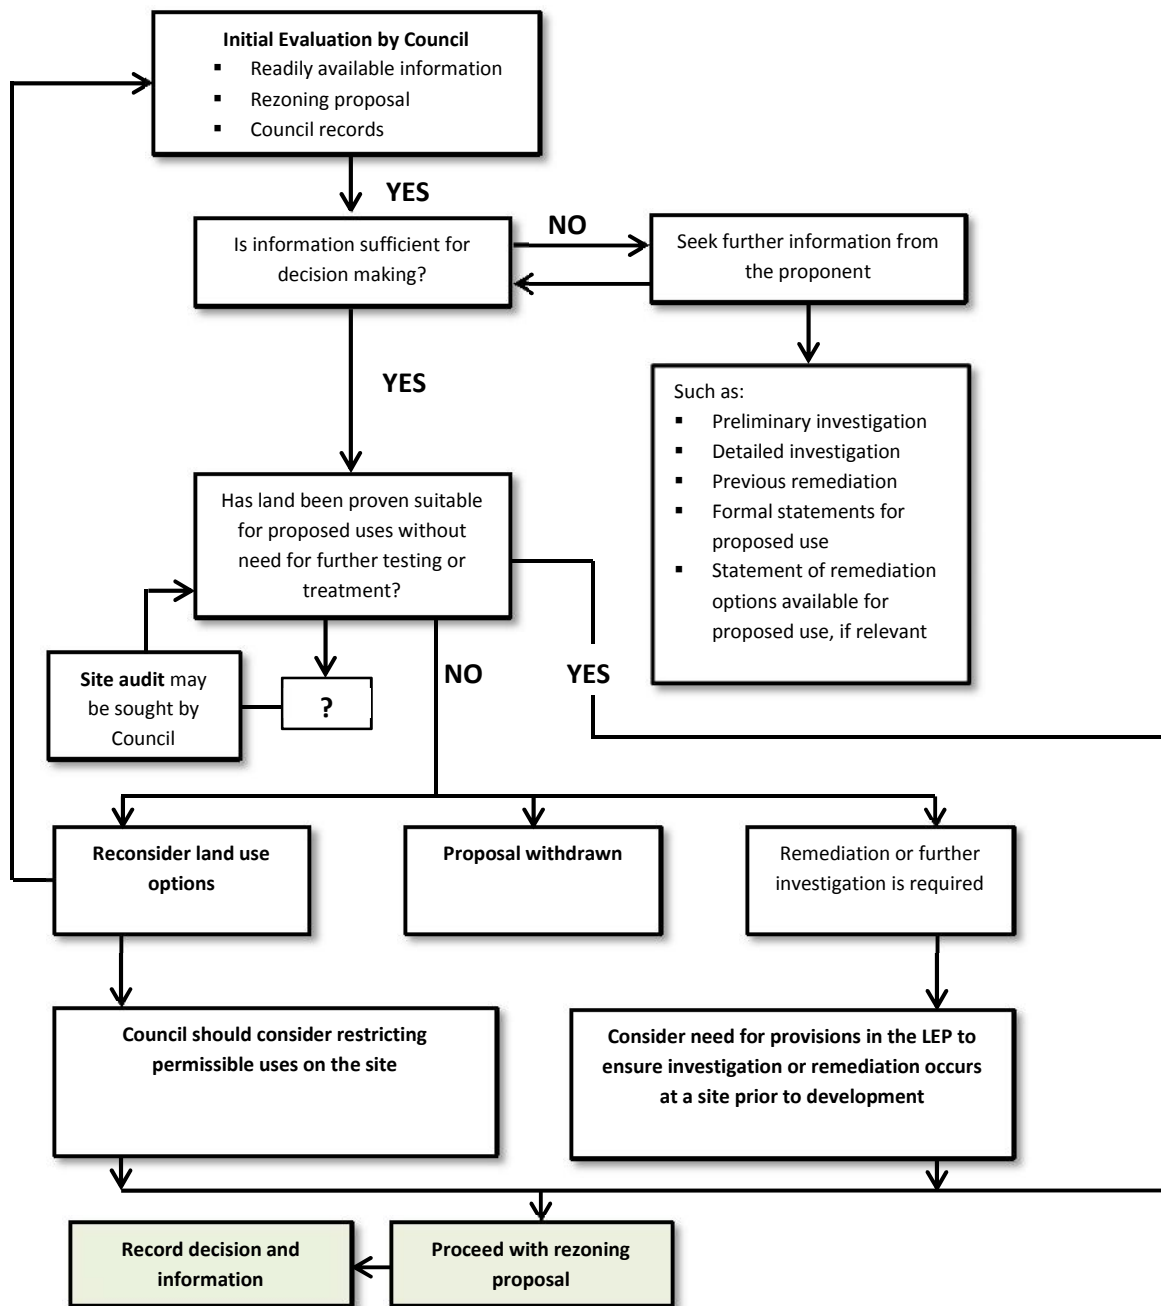 Initial Evaluation by Council
▪ Readily available information
▪ Rezoning proposal
▪ Council records
YES
Is information sufficient for
decision making?
NO
Seek further information from
the proponent
YES
Such as:
▪ Preliminary investigation
▪ Detailed investigation
▪ Previous remediation
▪ Formal statements for
proposed use
▪ Statement of remediation
options available for
proposed use, if relevant
Has land been proven suitable
for proposed uses without
need for further testing or
treatment?
Site audit may
be sought by
Council
?
NO
YES
Reconsider land use
options
Proposal withdrawn
Remediation or further
investigation is required
Council should consider restricting
permissible uses on the site
Consider need for provisions in the LEP to
ensure investigation or remediation occurs
at a site prior to development
Record decision and
information
Proceed with rezoning
proposal